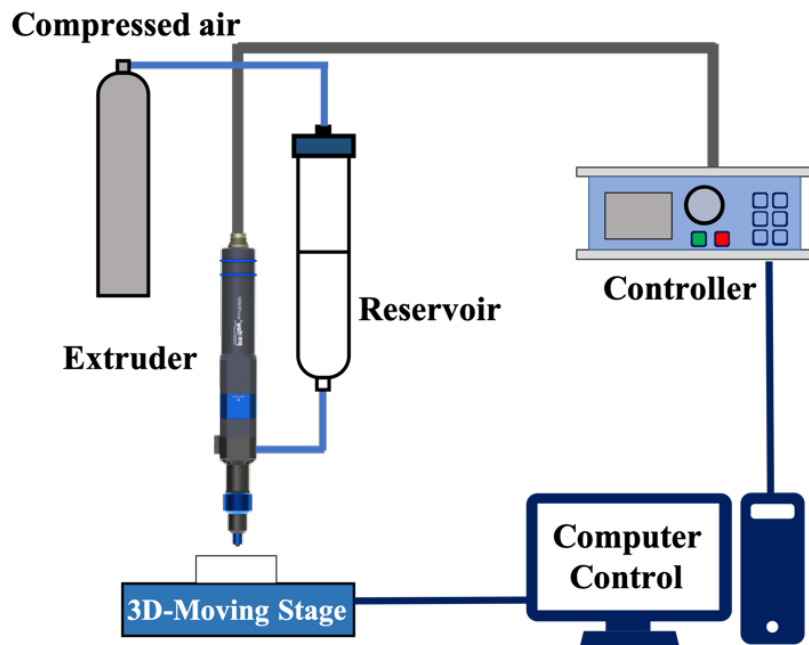 Compressed air
Reservoir
Controller
Extruder
Computer
Control
3D-Moving Stage